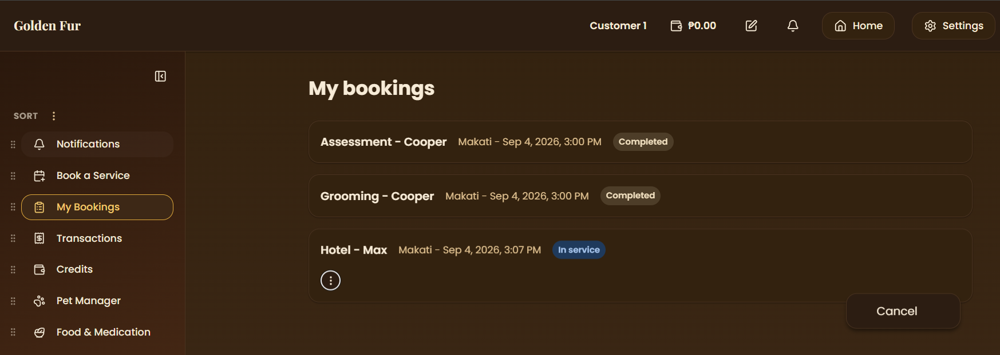 Golden Fur
Customer 1
₱0.00
Home
Settings
SORT
Notifications
Book a Service
My Bookings
Transactions
Credits
Pet Manager
Food & Medication
My bookings
Assessment - Cooper Makati - Sep 4, 2026, 3:00 PM Completed
Grooming - Cooper Makati - Sep 4, 2026, 3:00 PM Completed
Hotel - Max Makati - Sep 4, 2026, 3:07 PM In service
Cancel